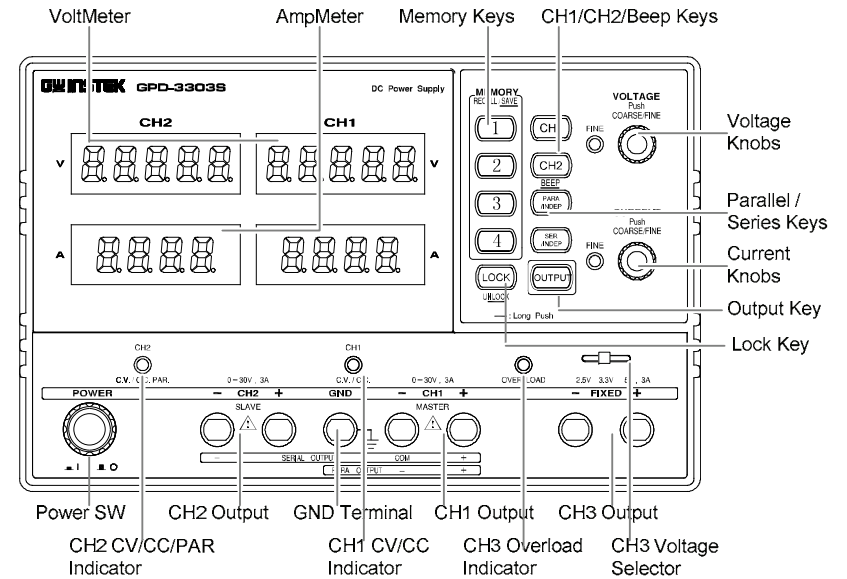 VoltMeter
AmpMeter
Memory Keys
CH1/CH2/Beep Keys
GW INSTEK GPD-3303S
DC Power Supply
MEMORY
RECALL/SAVE
VOLTAGE
Push
COARSE/FINE
CH2
CH1
1
CH1
FINE
Voltage
Knobs
V
V
2
CH2
BEEP
3
PARA
/INDEP
Parallel /
Series Keys
Push
COARSE/FINE
A
A
4
SER
/INDEP
FINE
Current
Knobs
LOCK
OUTPUT
UNLOCK
Output Key
: Long Push
Lock Key
CH2
CH1
C.V./C.C. PAR.
0~30V, 3A
C.V./C.C.
0~30V, 3A
OVERLOAD
2.5V 3.3V 5V, 3A
POWER
− CH2 +
GND
− CH1 +
− FIXED +
SLAVE
MASTER
− SERIAL OUTPUT COM +
PARA OUTPUT − +
I O
Power SW
CH2 Output
GND Terminal
CH1 Output
CH3 Output
CH2 CV/CC/PAR
Indicator
CH1 CV/CC
Indicator
CH3 Overload
Indicator
CH3 Voltage
Selector